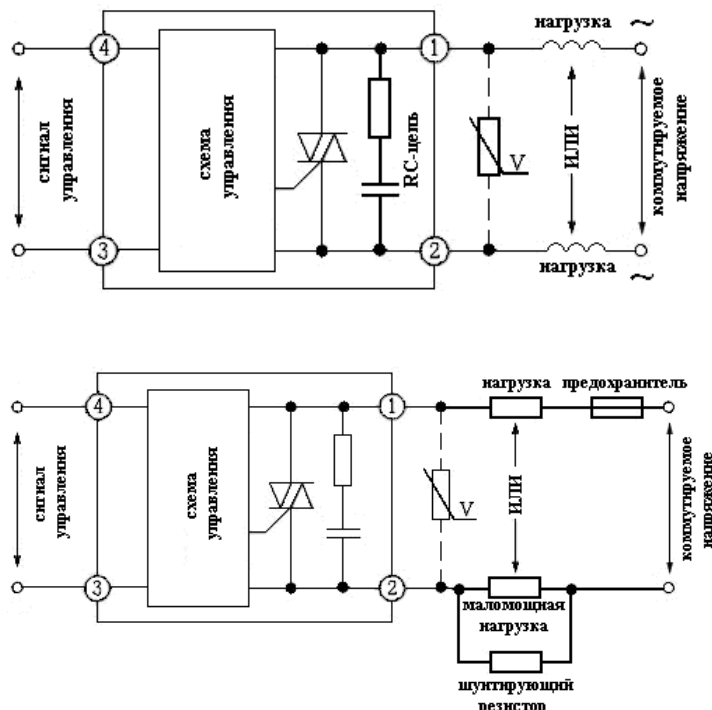 нагрузка
~
4
1
сигнал
управления
схема
управления
RC-цепь
V
ИЛИ
коммутируемое
напряжение
3
2
нагрузка
~
нагрузка
предохранитель
4
1
сигнал
управления
схема
управления
V
ИЛИ
коммутируемое
напряжение
3
2
маломощная
нагрузка
шунтирующий
резистор